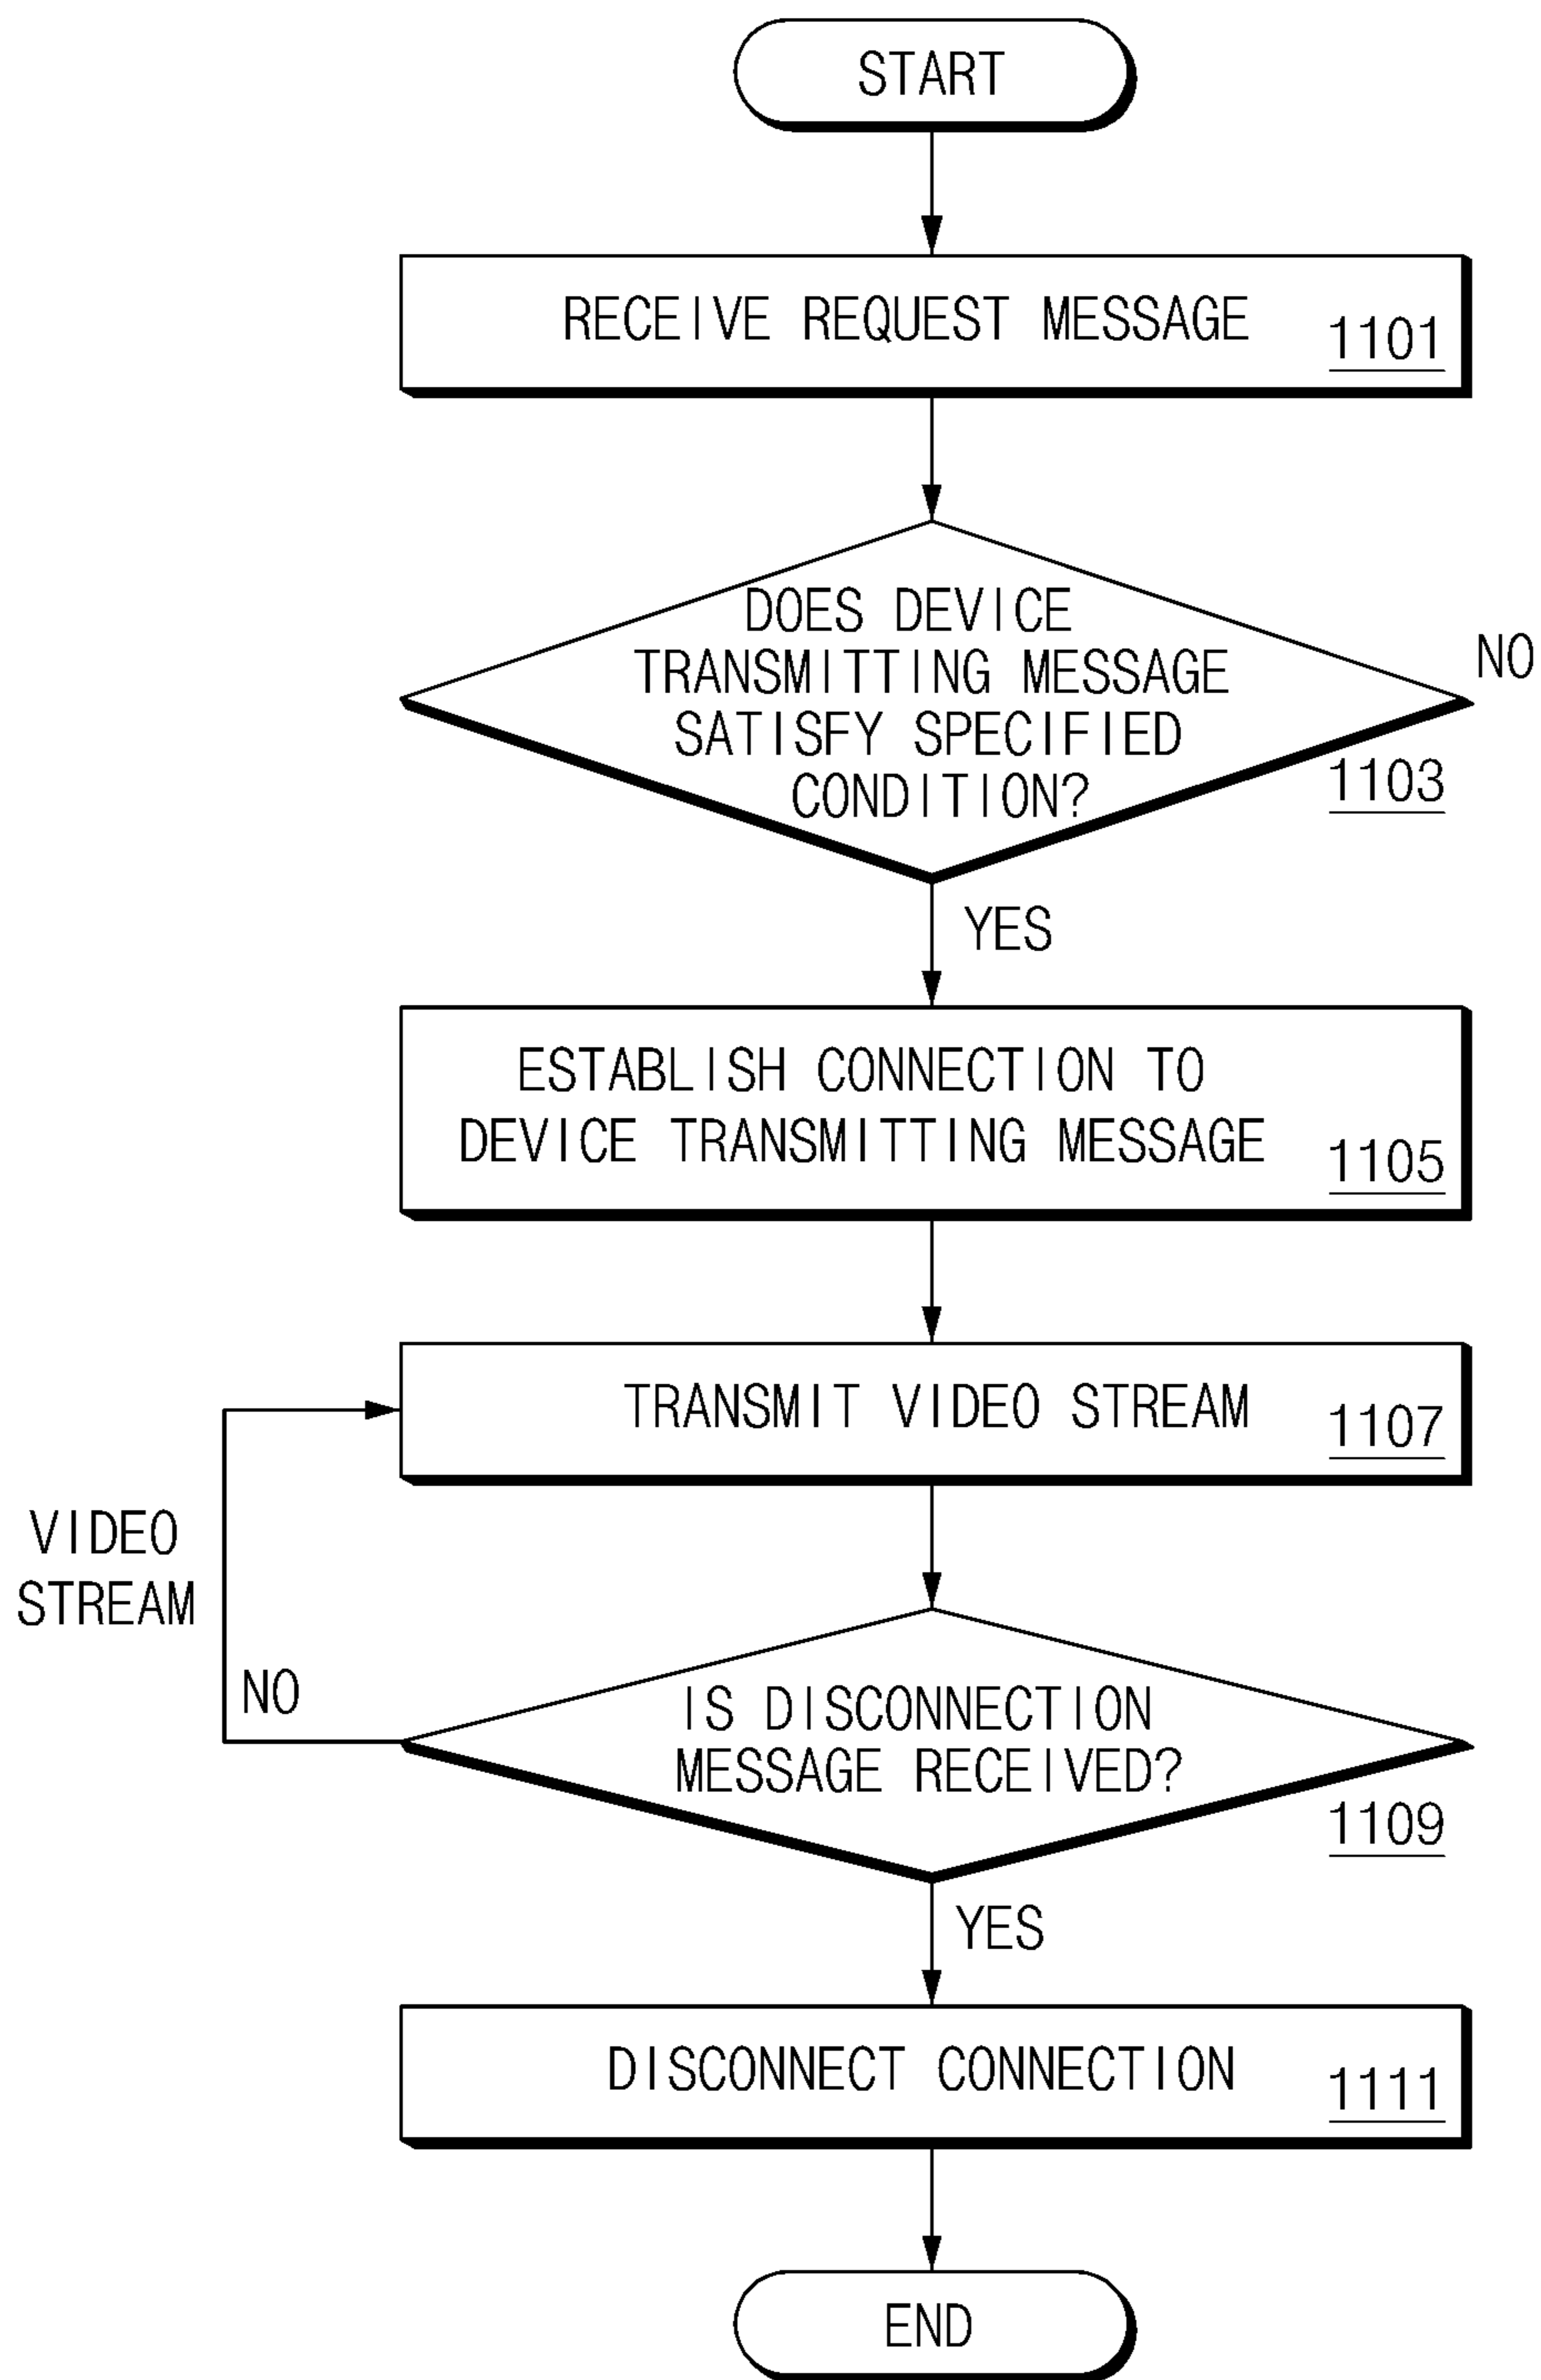 START
RECEIVE REQUEST MESSAGE
1101
DOES DEVICE
TRANSMITTING MESSAGE
SATISFY SPECIFIED
CONDITION?
NO
1103
YES
ESTABLISH CONNECTION TO
DEVICE TRANSMITTING MESSAGE
1105
TRANSMIT VIDEO STREAM
1107
VIDEO
STREAM
NO
IS DISCONNECTION
MESSAGE RECEIVED?
1109
YES
DISCONNECT CONNECTION
1111
END